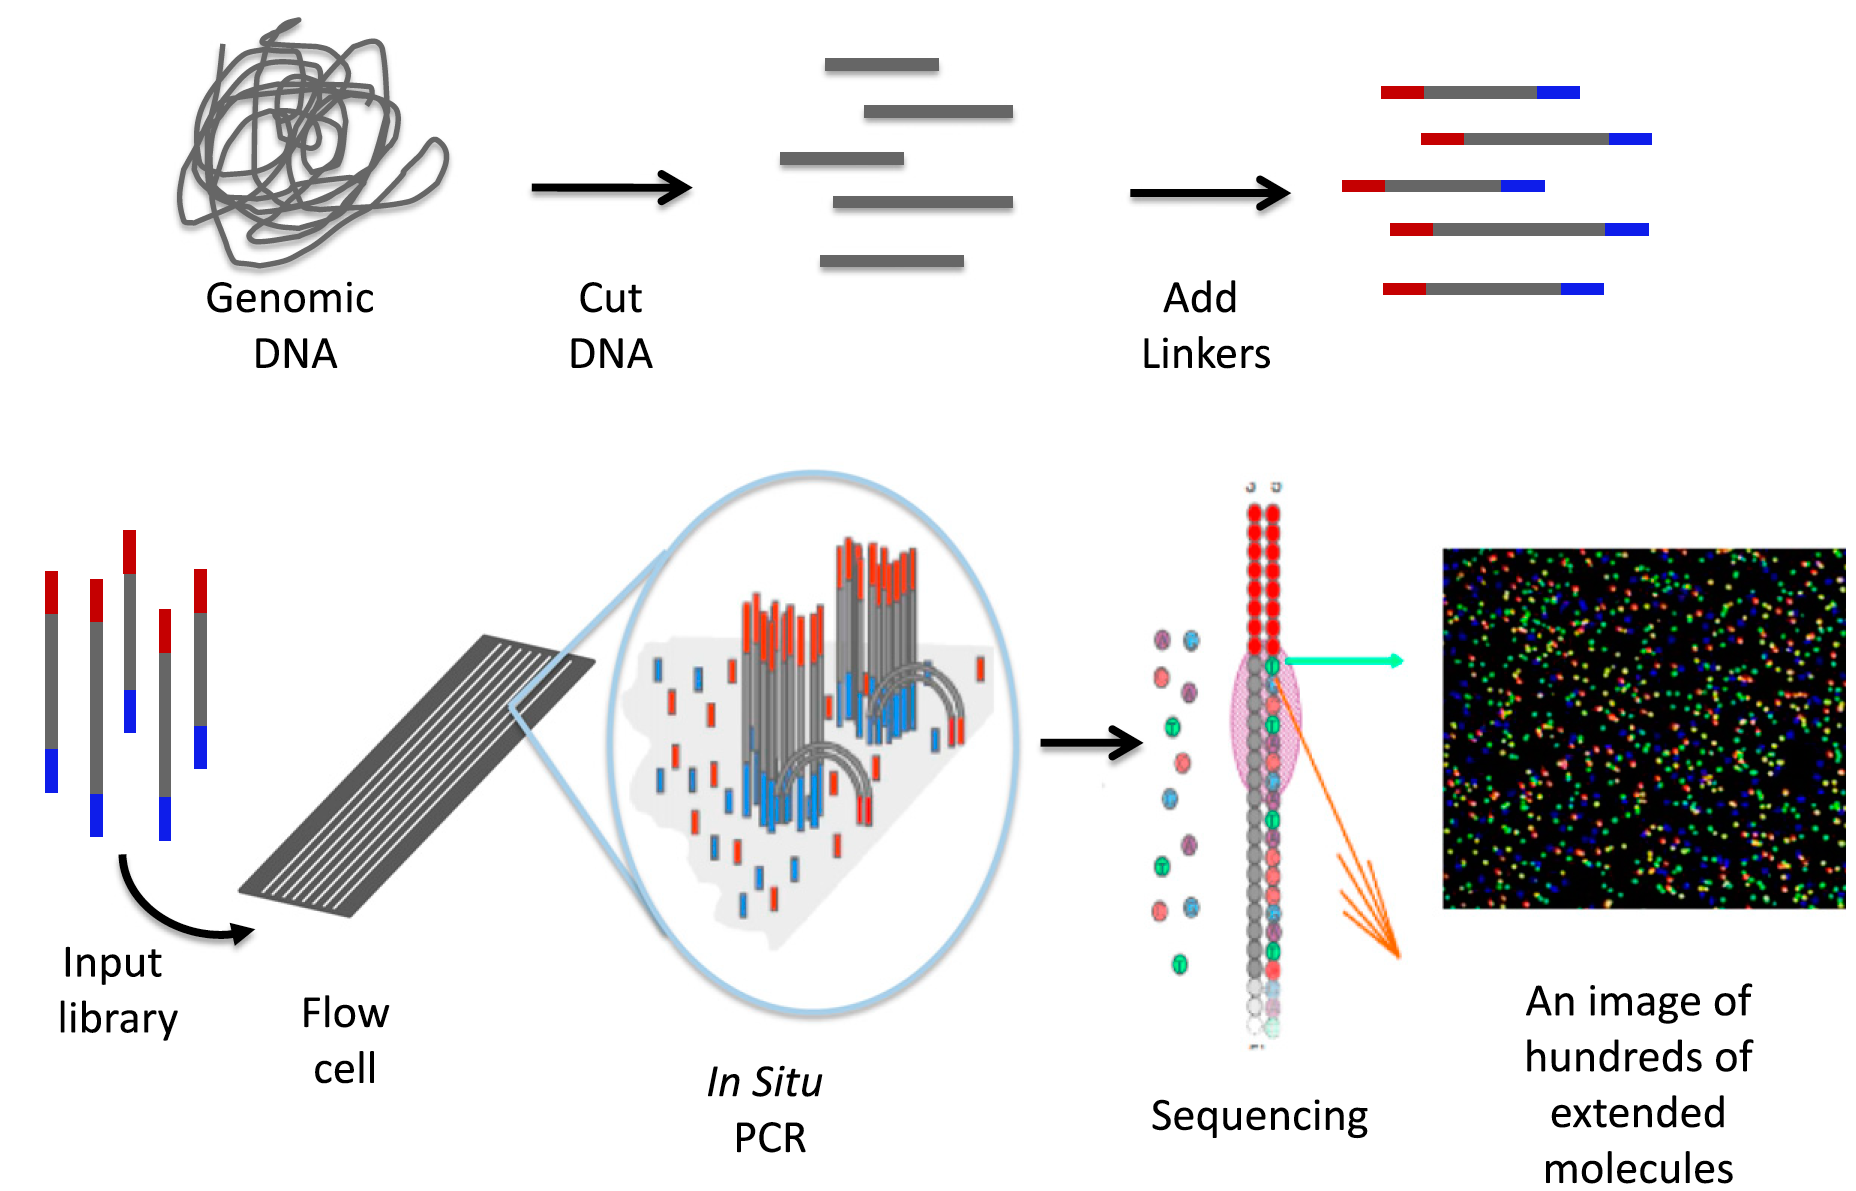 Genomic
DNA
Cut
DNA
Add
Linkers
Input
library
Flow
cell
In Situ
PCR
Sequencing
An image of
hundreds of
extended
molecules